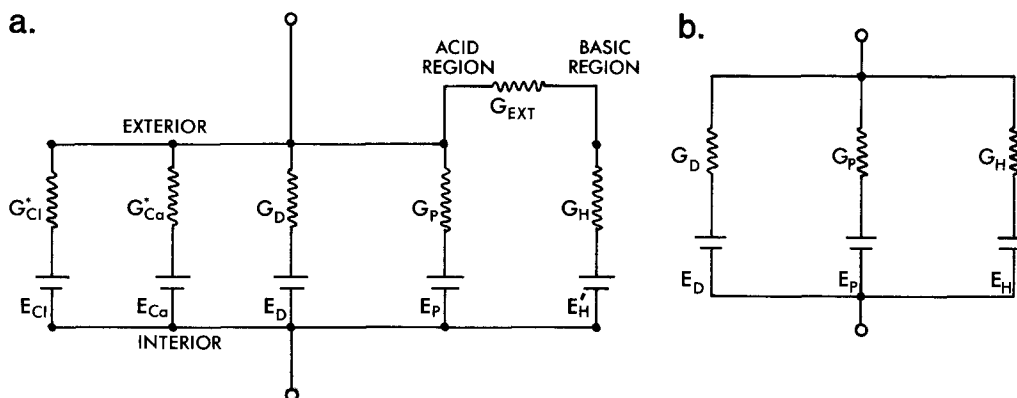 a.
ACID REGION
BASIC REGION
G_EXT
EXTERIOR
G*_Cl
G*_Ca
G_D
G_P
G_H
E_Cl
E_Ca
E_D
E_P
E'_H
INTERIOR
b.
G_D
G_P
G_H
E_D
E_P
E_H